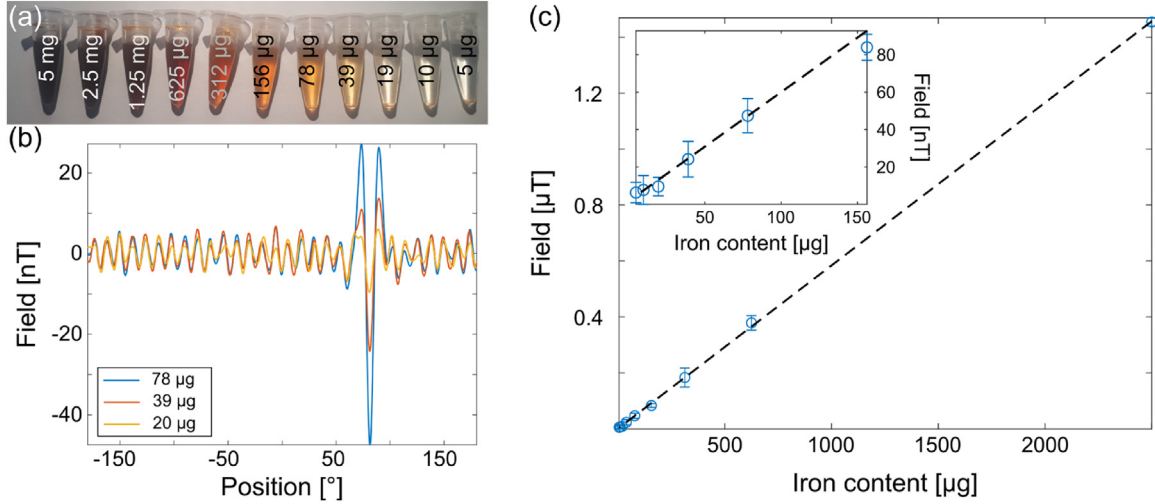 (a)
5 mg
2.5 mg
1.25 mg
625 µg
312 µg
156 µg
78 µg
39 µg
19 µg
10 µg
5 µg
(b)
20
0
-20
-40
Field [nT]
-150
-50
50
150
Position [°]
78 µg
39 µg
20 µg
(c)
1.2
0.8
0.4
Field [µT]
500
1000
1500
2000
Iron content [µg]
80
60
40
20
Field [nT]
50
100
150
Iron content [µg]